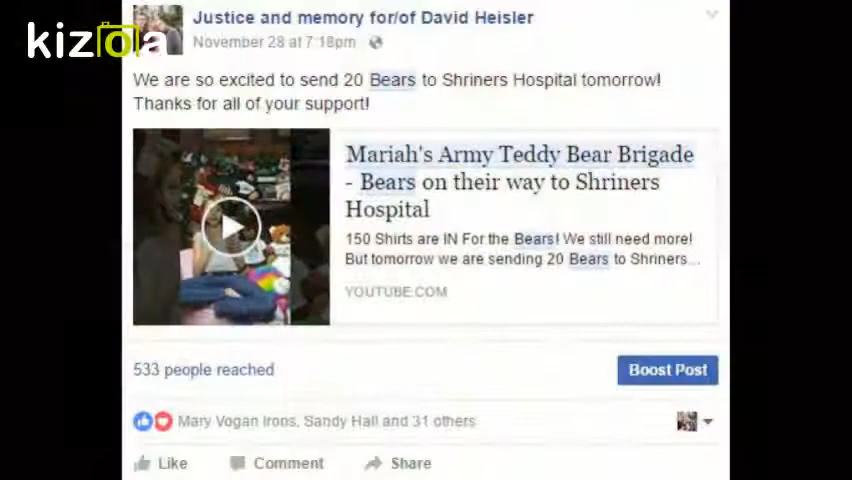 kizoa
Justice and memory for/of David Heisler
November 28 at 7:18pm
We are so excited to send 20 Bears to Shriners Hospital tomorrow!
Thanks for all of your support!
Mariah's Army Teddy Bear Brigade
- Bears on their way to Shriners
Hospital
150 Shirts are IN For the Bears! We still need more!
But tomorrow we are sending 20 Bears to Shriners...
YOUTUBE.COM
533 people reached
Boost Post
Mary Vogan Irons, Sandy Hall and 31 others
Like Comment Share